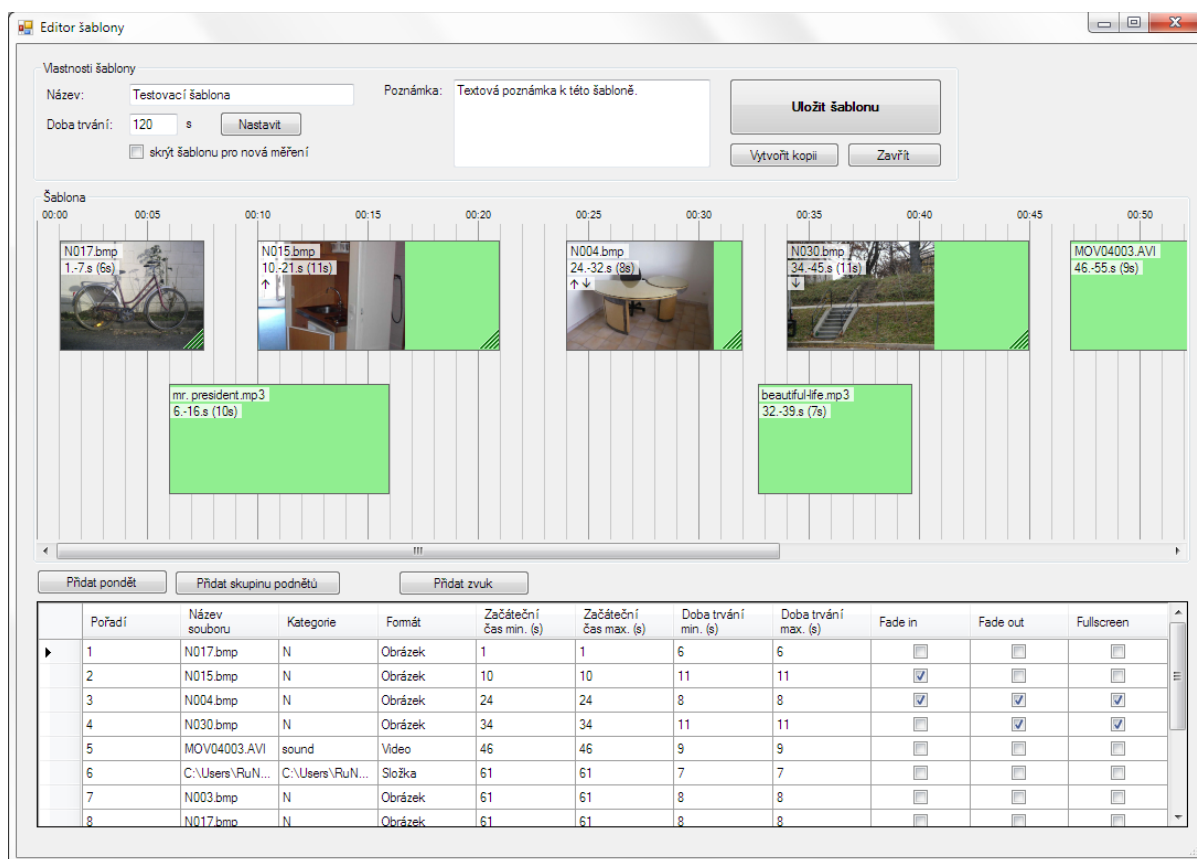 Editor šablony
Vlastnosti šablony
Název: Testovací šablona
Doba trvání: 120 s Nastavit
skrýt šablonu pro nová měření
Poznámka: Textová poznámka k této šabloně.
Uložit šablonu
Vytvořit kopii Zavřít
Šablona
00:00 00:05 00:10 00:15 00:20 00:25 00:30 00:35 00:40 00:45 00:50
N017.bmp
1.-7.s (6s)
N015.bmp
10.-21.s (11s)
↑
N004.bmp
24.-32.s (8s)
↑↓
N030.bmp
34.-45.s (11s)
↓
MOV04003.AVI
46.-55.s (9s)
mr. president.mp3
6.-16.s (10s)
beautiful-life.mp3
32.-39.s (7s)
Přidat pondět Přidat skupinu podnětů Přidat zvuk
Pořadí Název souboru Kategorie Formát Začáteční čas min. (s) Začáteční čas max. (s) Doba trvání min. (s) Doba trvání max. (s) Fade in Fade out Fullscreen
1 N017.bmp N Obrázek 1 1 6 6
2 N015.bmp N Obrázek 10 10 11 11
3 N004.bmp N Obrázek 24 24 8 8
4 N030.bmp N Obrázek 34 34 11 11
5 MOV04003.AVI sound Video 46 46 9 9
6 C:\Users\RuN... C:\Users\RuN... Složka 61 61 7 7
7 N003.bmp N Obrázek 61 61 8 8
8 N017.bmp N Obrázek 61 61 8 8